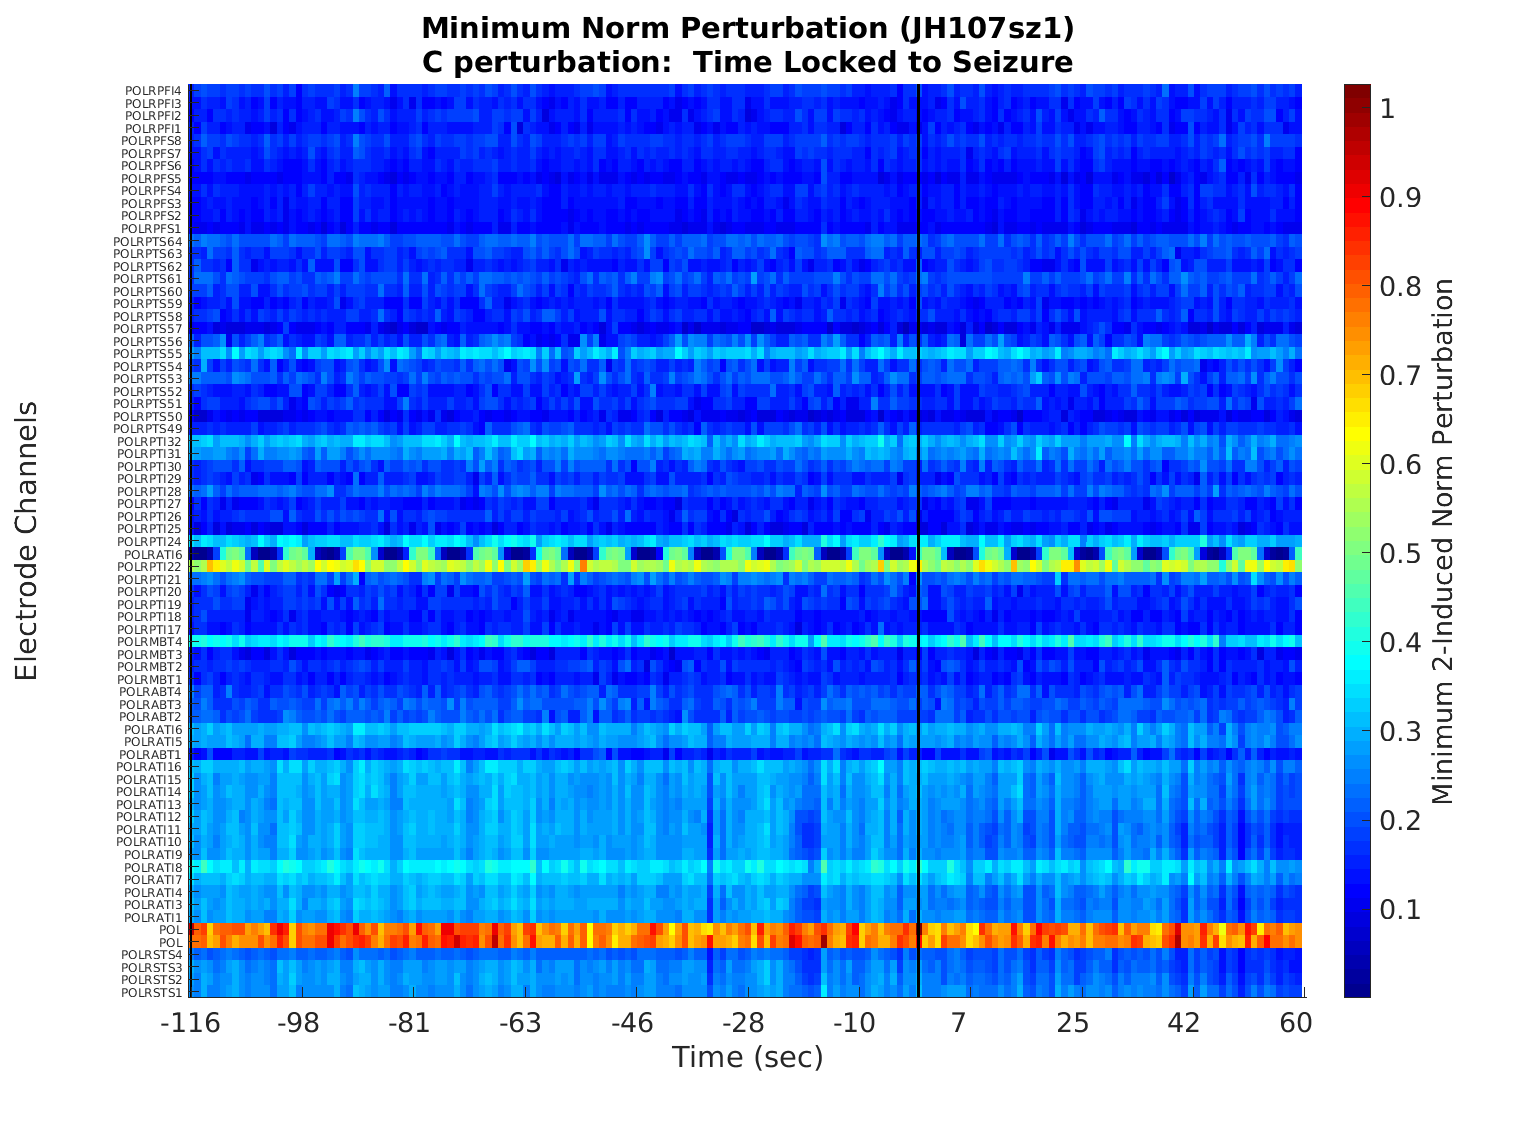 Minimum Norm Perturbation (JH107sz1)
C perturbation:  Time Locked to Seizure
Electrode Channels
POLRPFI4
POLRPFI3
POLRPFI2
POLRPFI1
POLRPFS8
POLRPFS7
POLRPFS6
POLRPFS5
POLRPFS4
POLRPFS3
POLRPFS2
POLRPFS1
POLRPTS64
POLRPTS63
POLRPTS62
POLRPTS61
POLRPTS60
POLRPTS59
POLRPTS58
POLRPTS57
POLRPTS56
POLRPTS55
POLRPTS54
POLRPTS53
POLRPTS52
POLRPTS51
POLRPTS50
POLRPTS49
POLRPTI32
POLRPTI31
POLRPTI30
POLRPTI29
POLRPTI28
POLRPTI27
POLRPTI26
POLRPTI25
POLRPTI24
POLRATI6
POLRPTI22
POLRPTI21
POLRPTI20
POLRPTI19
POLRPTI18
POLRPTI17
POLRMBT4
POLRMBT3
POLRMBT2
POLRMBT1
POLRABT4
POLRABT3
POLRABT2
POLRATI6
POLRATI5
POLRABT1
POLRATI16
POLRATI15
POLRATI14
POLRATI13
POLRATI12
POLRATI11
POLRATI10
POLRATI9
POLRATI8
POLRATI7
POLRATI4
POLRATI3
POLRATI1
POL
POL
POLRSTS4
POLRSTS3
POLRSTS2
POLRSTS1
-116 -98 -81 -63 -46 -28 -10 7 25 42 60
Time (sec)
1
0.9
0.8
0.7
0.6
0.5
0.4
0.3
0.2
0.1
Minimum 2-Induced Norm Perturbation